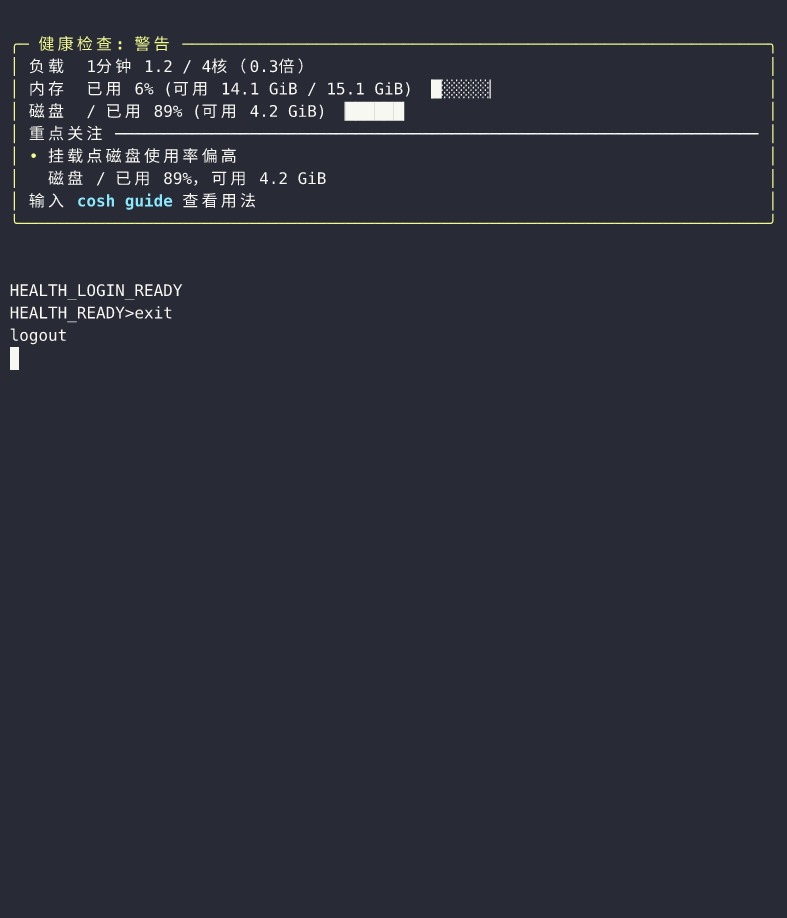 健康检查: 警告
负载 1分钟 1.2 / 4核 (0.3倍)
内存 已用 6% (可用 14.1 GiB / 15.1 GiB)
磁盘 / 已用 89% (可用 4.2 GiB)
重点关注
• 挂载点磁盘使用率偏高
磁盘 / 已用 89%, 可用 4.2 GiB
输入 cosh guide 查看用法
HEALTH_LOGIN_READY
HEALTH_READY>exit
logout